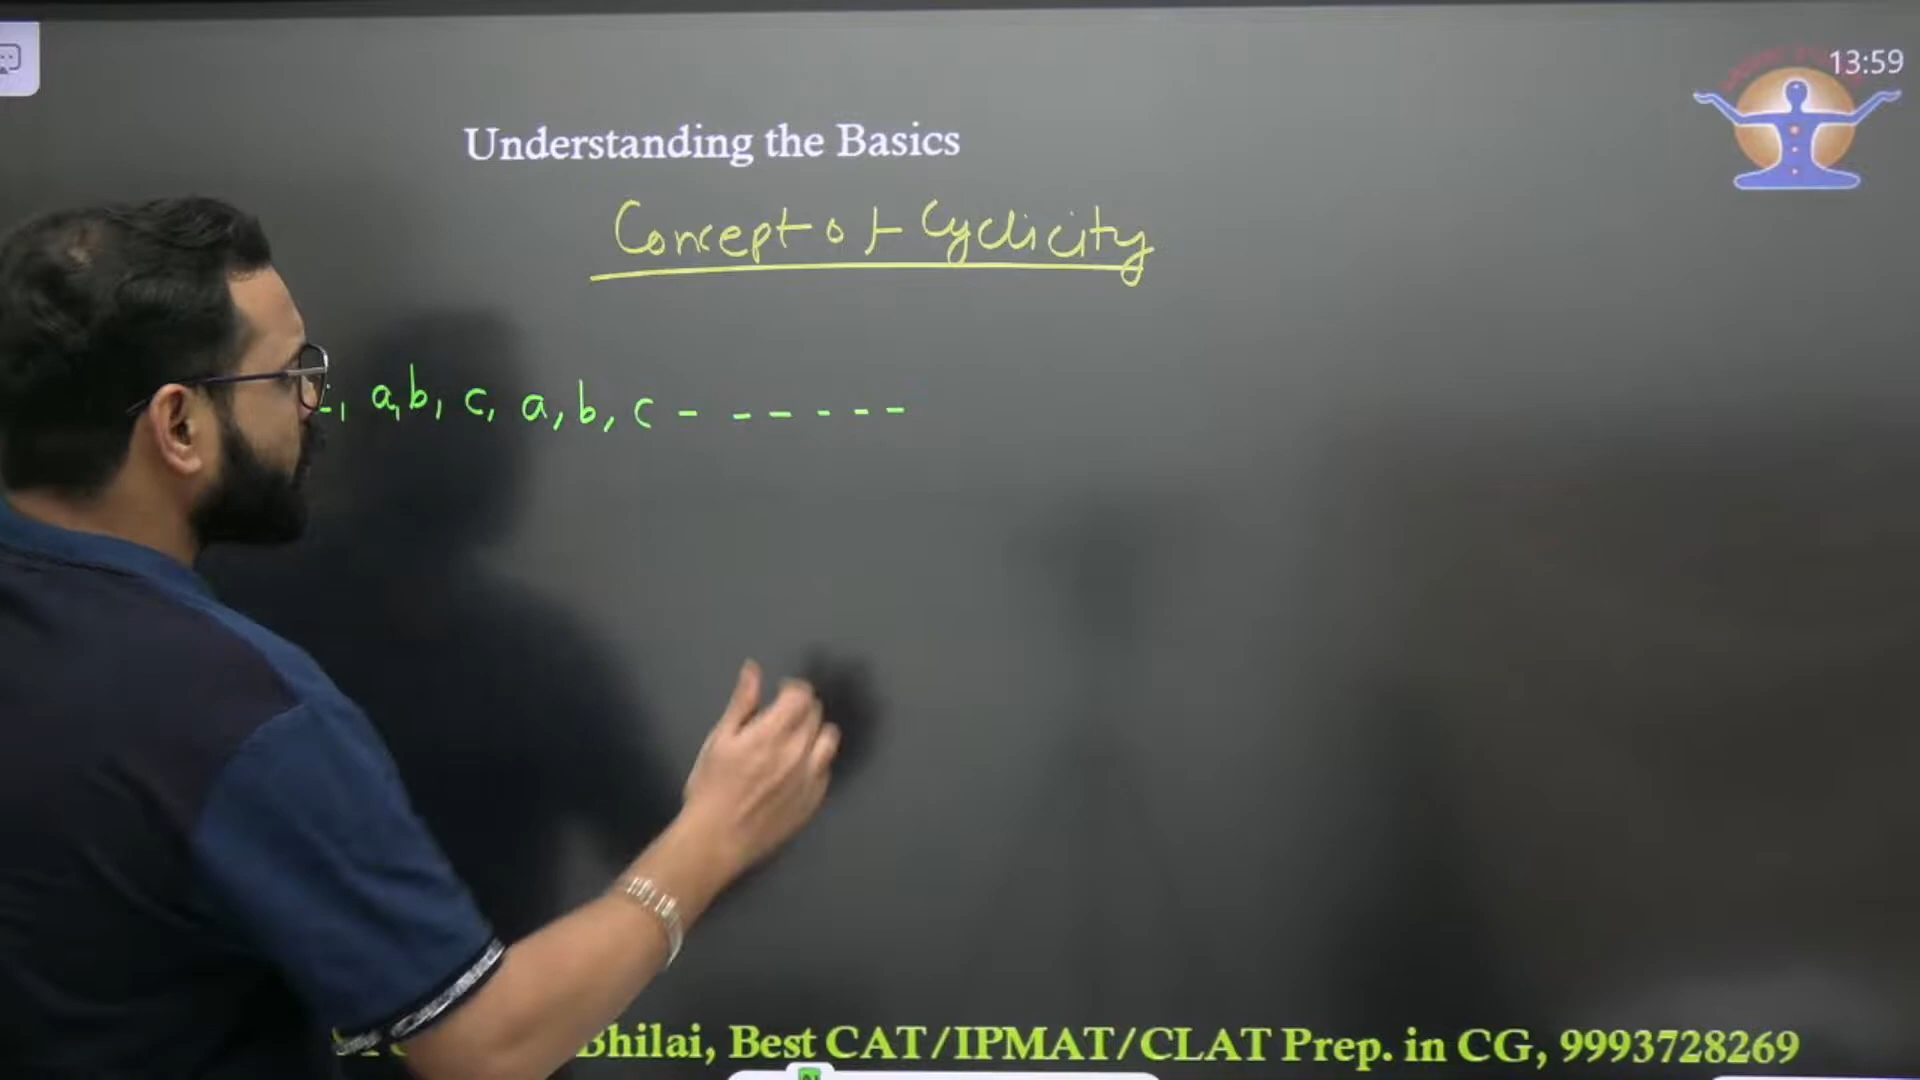 13:59
Understanding the Basics
Concept of Cyclicity
a, b, c, a, b, c - - - - - -
Bhilai, Best CAT/IPMAT/CLAT Prep. in CG, 9993728269